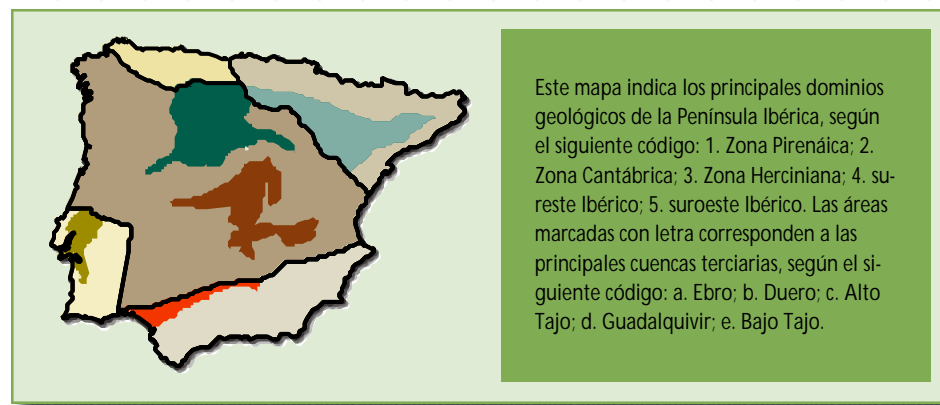 Este mapa indica los principales dominios
geológicos de la Península Ibérica, según
el siguiente código: 1. Zona Pirenáica; 2.
Zona Cantábrica; 3. Zona Herciniana; 4. su-
reste Ibérico; 5. suroeste Ibérico. Las áreas
marcadas con letra corresponden a las
principales cuencas terciarias, según el si-
guiente código: a. Ebro; b. Duero; c. Alto
Tajo; d. Guadalquivir; e. Bajo Tajo.